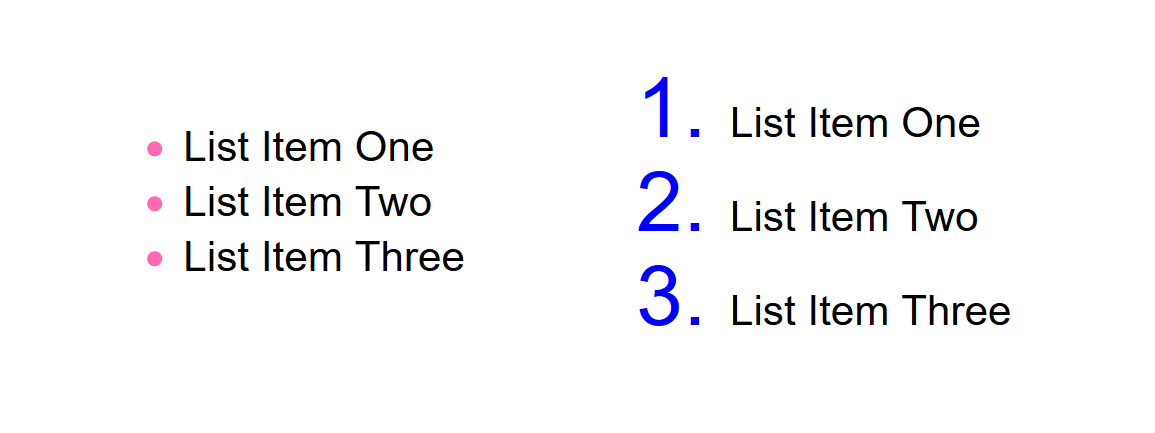 • List Item One
• List Item Two
• List Item Three
1. List Item One
2. List Item Two
3. List Item Three